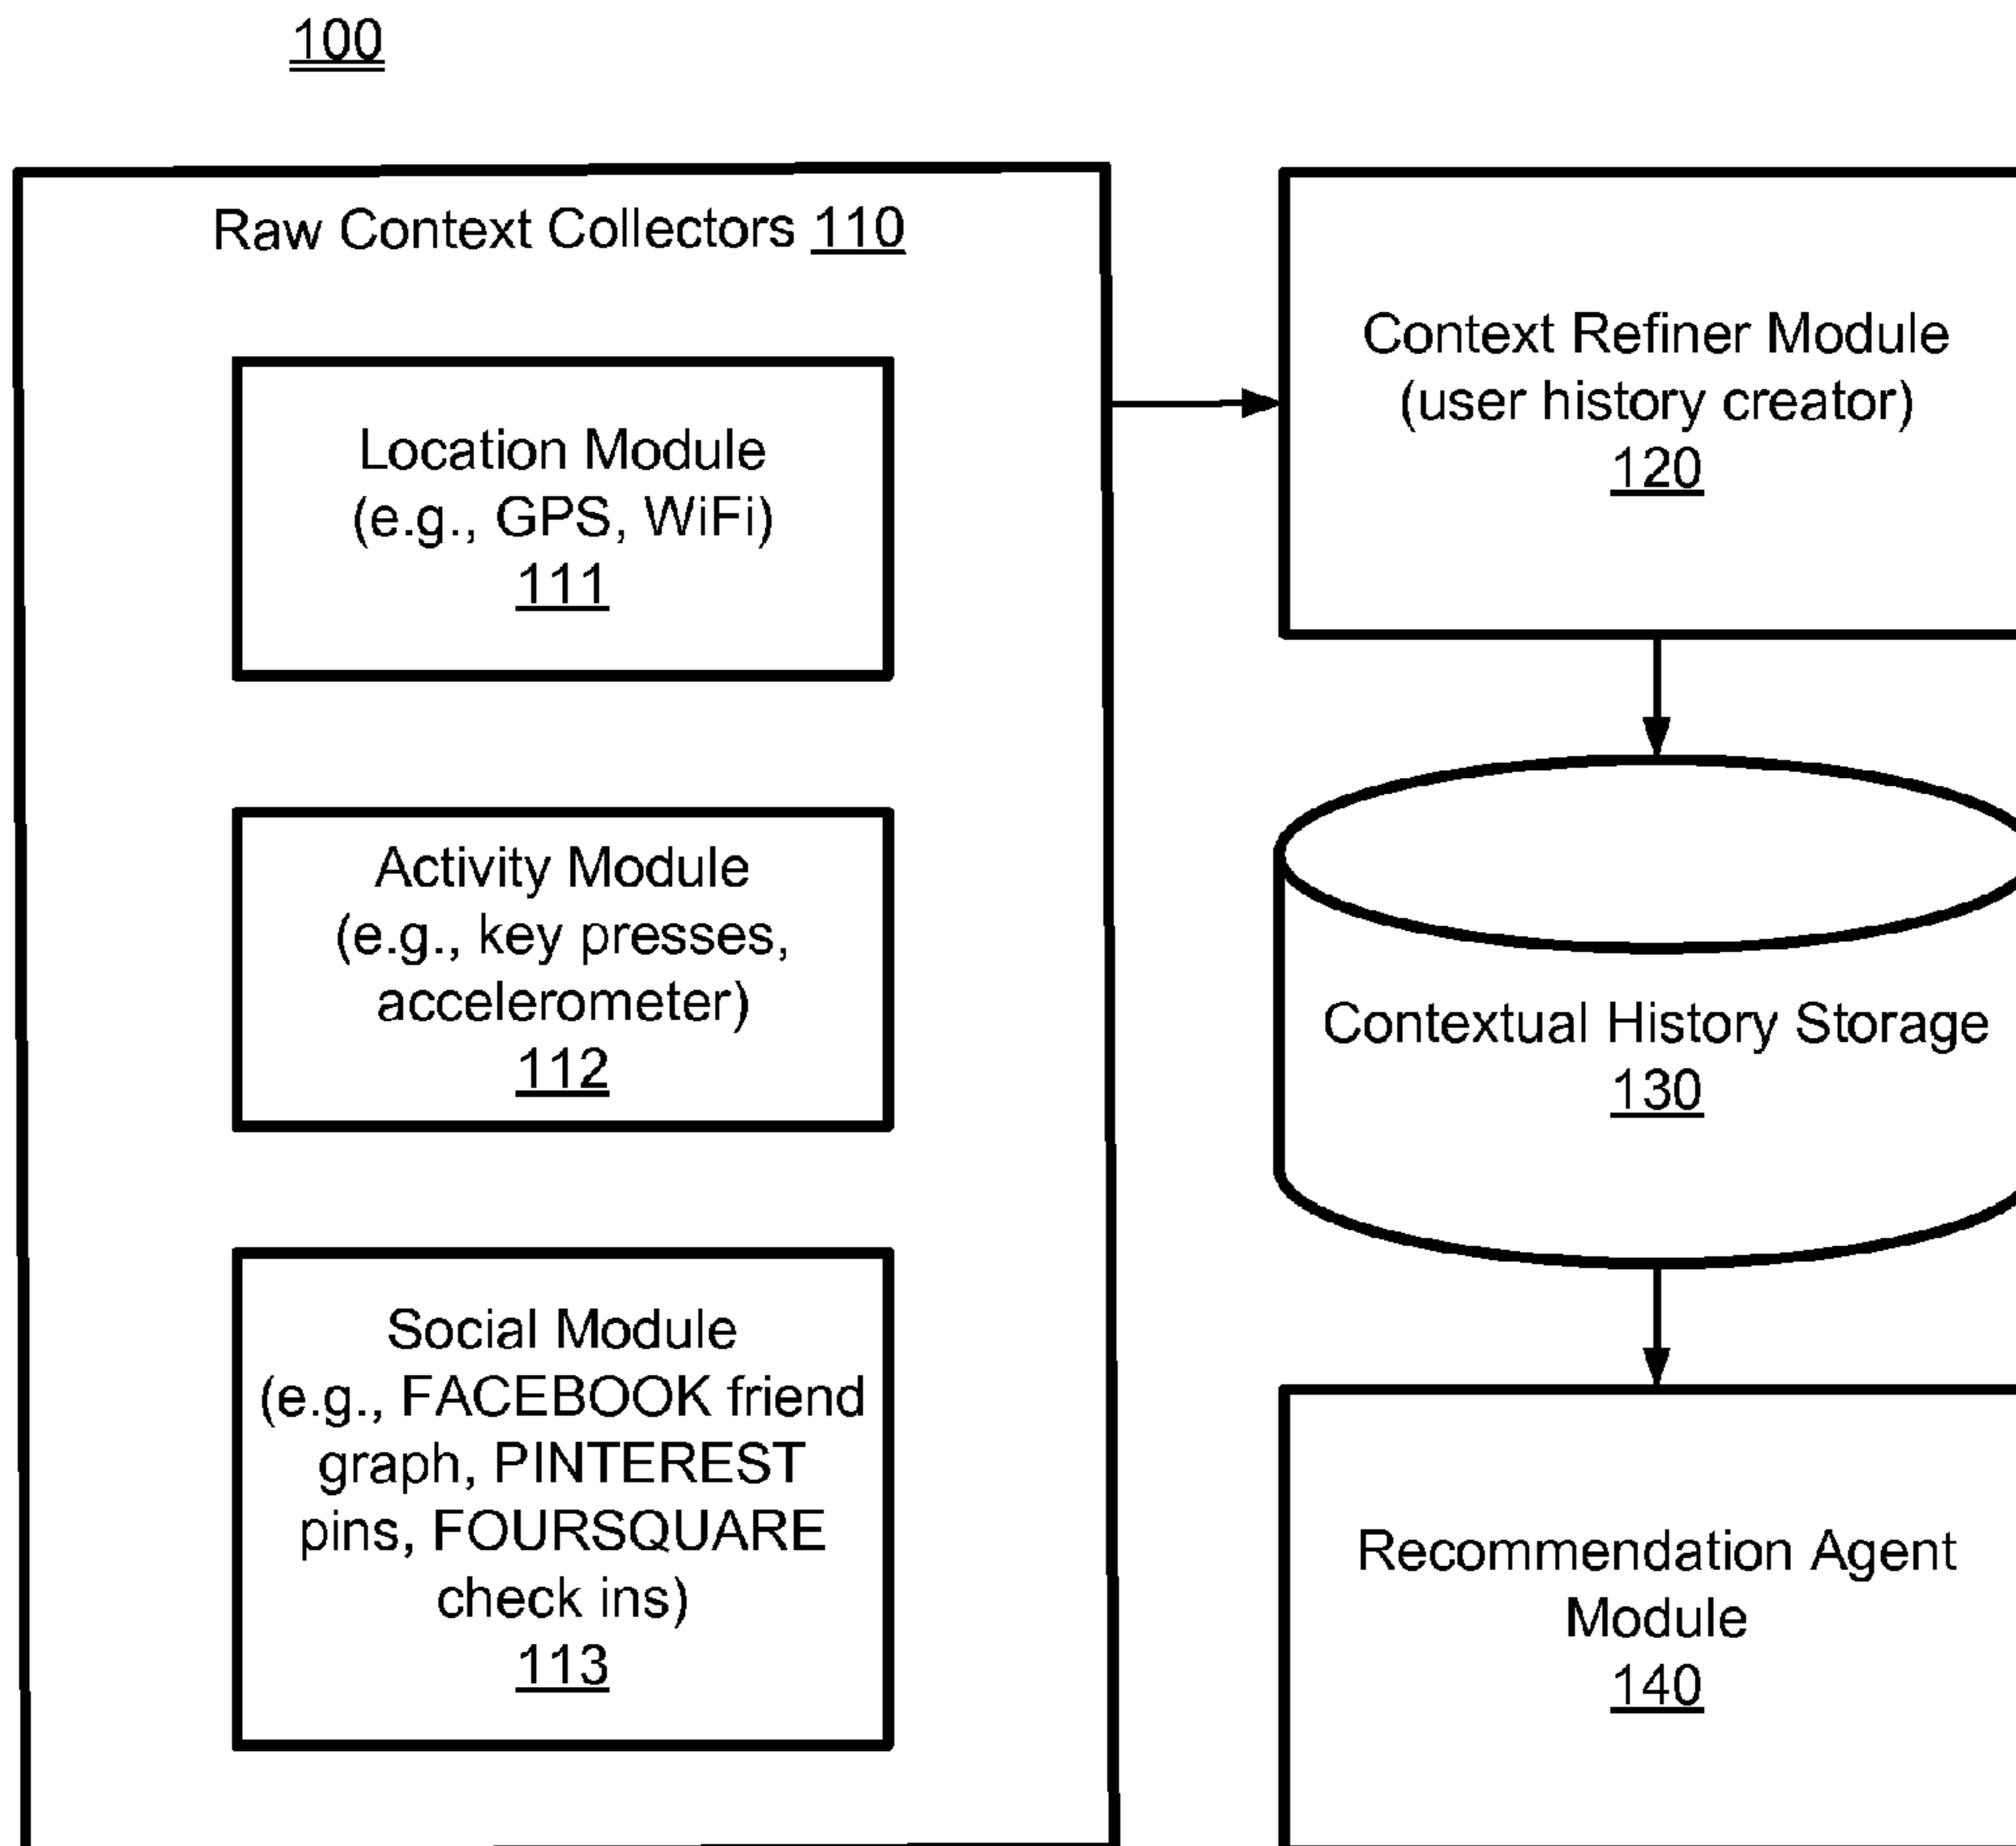 100
Raw Context Collectors 110
Location Module
(e.g., GPS, WiFi)
111
Activity Module
(e.g., key presses,
accelerometer)
112
Social Module
(e.g., FACEBOOK friend
graph, PINTEREST
pins, FOURSQUARE
check ins)
113
Context Refiner Module
(user history creator)
120
Contextual History Storage
130
Recommendation Agent
Module
140